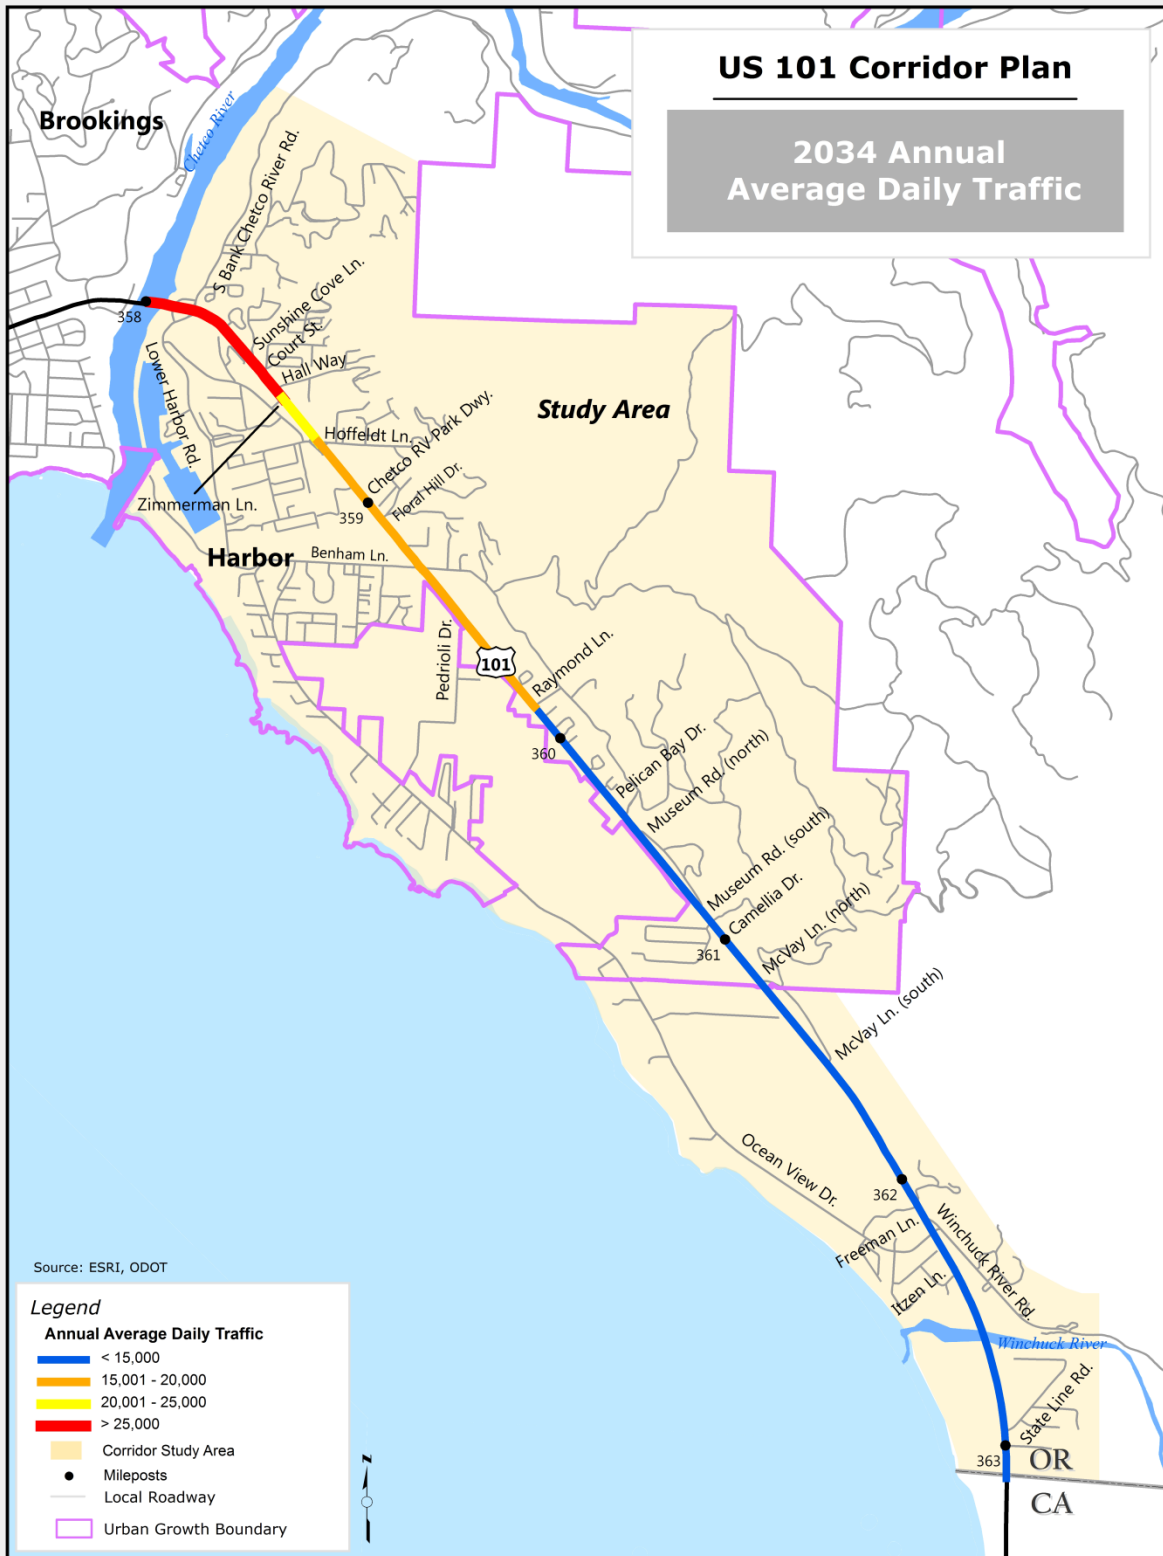 US 101 Corridor Plan
2034 Annual
Average Daily Traffic
Brookings
Chetco River
S Bank Chetco River Rd.
358
Sunshine Cove Ln.
Court St.
Hall Way
Lower Harbor Rd.
Study Area
Hoffeldt Ln.
Chetco RV Park Dwy.
Zimmerman Ln.
359
Floral Hill Dr.
Harbor
Benham Ln.
Pedrioli Dr.
101
Raymond Ln.
360
Pelican Bay Dr.
Museum Rd. (north)
Museum Rd. (south)
Camellia Dr.
361
McVay Ln. (north)
McVay Ln. (south)
Ocean View Dr.
362
Freeman Ln.
Winchuck River Rd.
Itzen Ln.
Winchuck River
State Line Rd.
363
OR
CA
Source: ESRI, ODOT
Legend
Annual Average Daily Traffic
< 15,000
15,001 - 20,000
20,001 - 25,000
> 25,000
Corridor Study Area
Mileposts
Local Roadway
Urban Growth Boundary
N